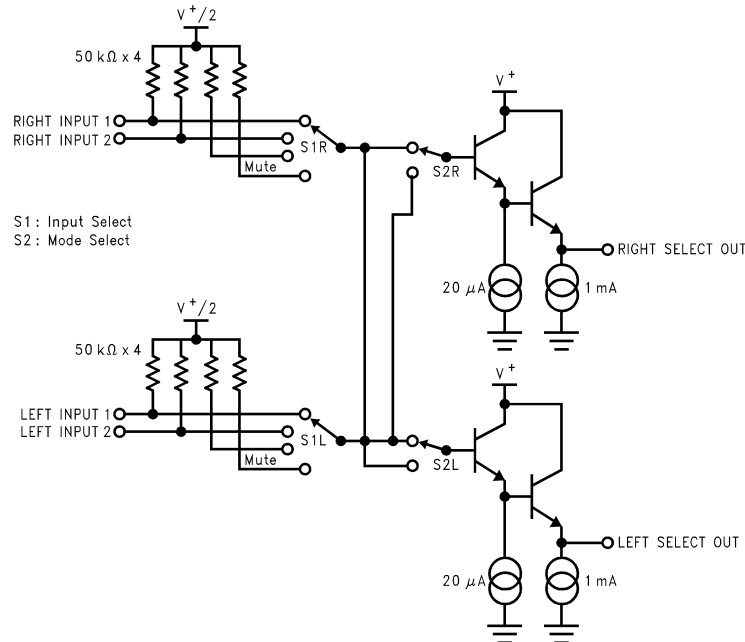 V+/2
50 kΩ x 4
V+
RIGHT INPUT 1
RIGHT INPUT 2
S1R
S2R
Mute
S1: Input Select
S2: Mode Select
RIGHT SELECT OUT
20 μA
1 mA
V+/2
50 kΩ x 4
V+
LEFT INPUT 1
LEFT INPUT 2
S1L
S2L
Mute
LEFT SELECT OUT
20 μA
1 mA